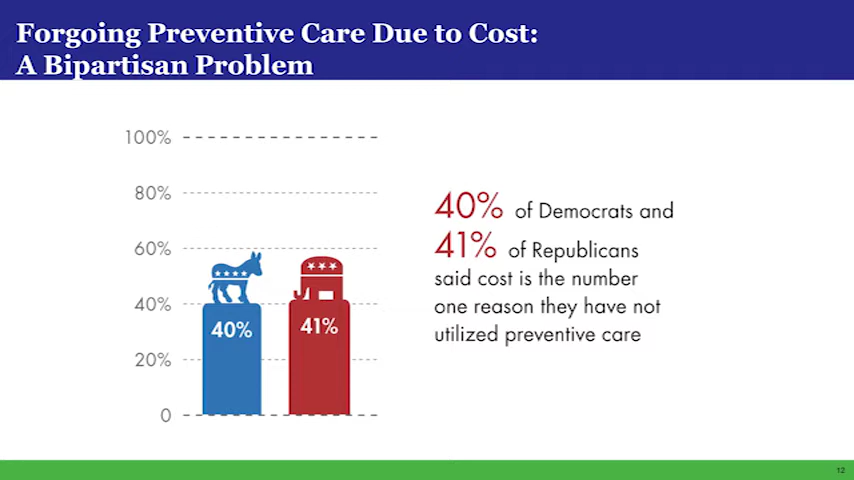 Forgoing Preventive Care Due to Cost:
A Bipartisan Problem
100%
80%
60%
40%
20%
0
40%
41%
40% of Democrats and
41% of Republicans
said cost is the number
one reason they have not
utilized preventive care
12